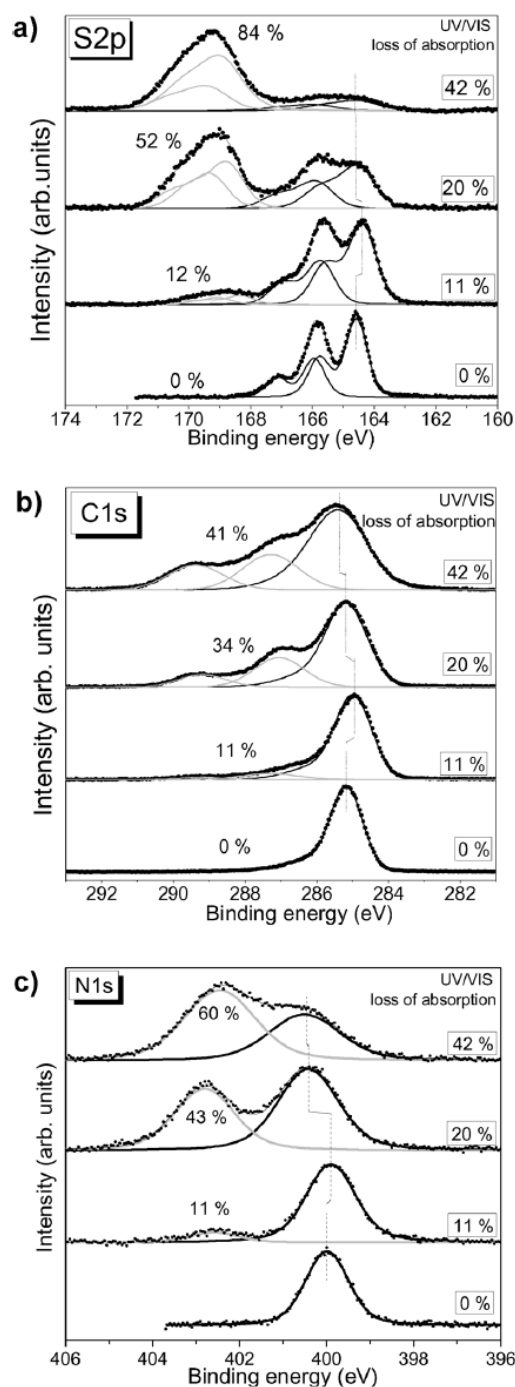 a)
S2p
84 %
UV/VIS
loss of absorption
42 %
52 %
20 %
12 %
11 %
0 %
0 %
Intensity (arb.units)
174 172 170 168 166 164 162 160
Binding energy (eV)
b)
C1s
UV/VIS
loss of absorption
41 %
42 %
34 %
20 %
11 %
11 %
0 %
0 %
Intensity (arb. units)
292 290 288 286 284 282
Binding energy (eV)
c)
N1s
UV/VIS
loss of absorption
60 %
42 %
43 %
20 %
11 %
11 %
0 %
Intensity (arb. units)
406 404 402 400 398 396
Binding energy (eV)